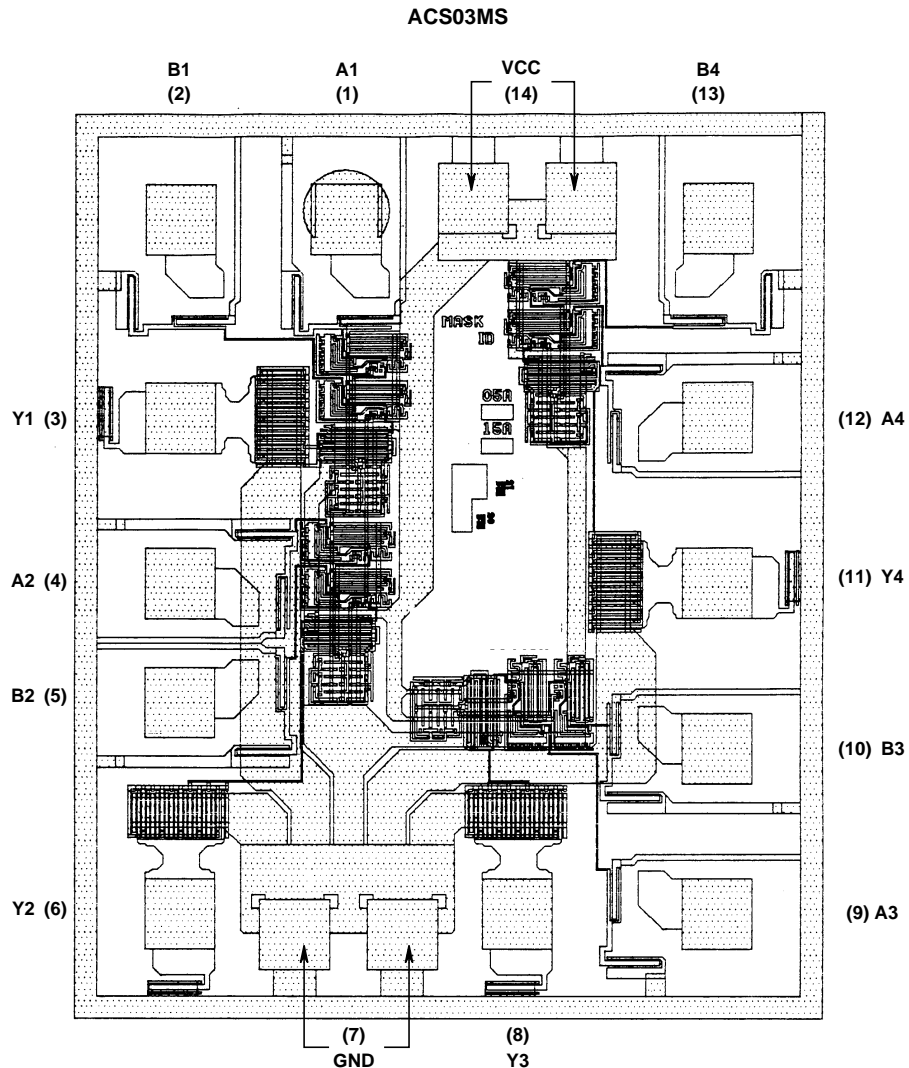 ACS03MS
B1 A1 VCC B4
(2) (1) (14) (13)
MASK
ID
Y1 (3)
05A
(12) A4
15A
A2 (4)
(11) Y4
B2 (5)
(10) B3
Y2 (6)
(9) A3
(7) (8)
GND Y3